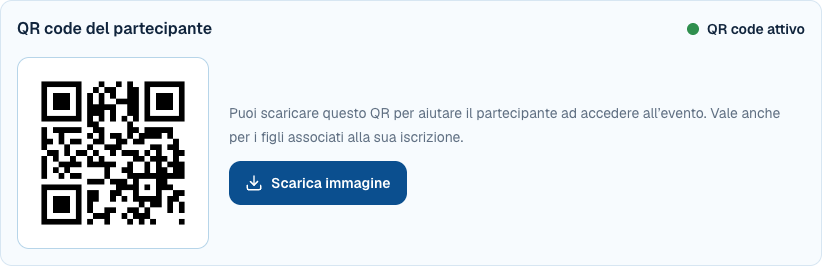 QR code del partecipante
QR code attivo
Puoi scaricare questo QR per aiutare il partecipante ad accedere all’evento. Vale anche
per i figli associati alla sua iscrizione.
Scarica immagine